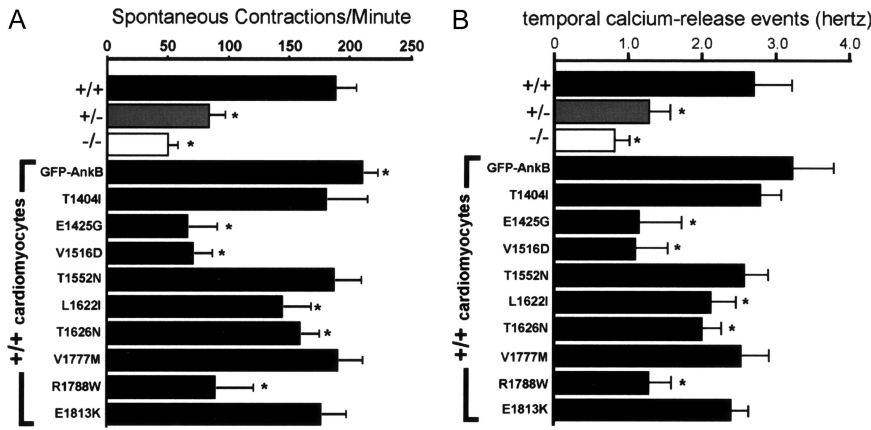 A
Spontaneous Contractions/Minute
0 50 100 150 200 250
+/+
+/-
*
-/-
*
+/+ cardiomyocytes
GFP-AnkB
*
T1404I
E1425G
*
V1516D
*
T1552N
L1622I
*
T1626N
*
V1777M
R1788W
*
E1813K
B
temporal calcium-release events (hertz)
0 1.0 2.0 3.0 4.0
+/+
+/-
*
-/-
*
+/+ cardiomyocytes
GFP-AnkB
T1404I
E1425G
*
V1516D
*
T1552N
L1622I
*
T1626N
*
V1777M
R1788W
*
E1813K